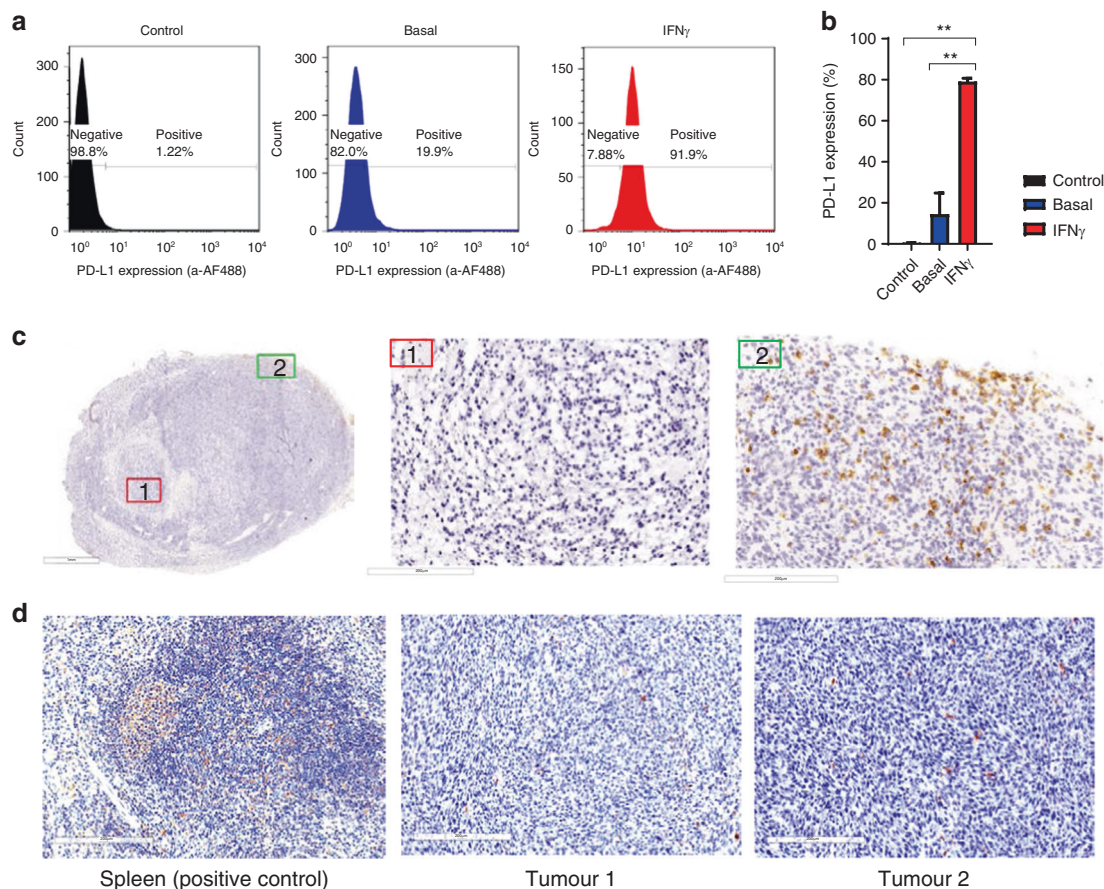 a
Control
Basal
IFNγ
300
200
100
0
Count
Negative
98.8%
Positive
1.22%
10⁰ 10¹ 10² 10³ 10⁴
PD-L1 expression (a-AF488)
300
200
100
0
Count
Negative
82.0%
Positive
19.9%
10⁰ 10¹ 10² 10³ 10⁴
PD-L1 expression (a-AF488)
150
100
50
0
Count
Negative
7.88%
Positive
91.9%
10⁰ 10¹ 10² 10³ 10⁴
PD-L1 expression (a-AF488)
b
100
80
60
40
20
0
PD-L1 expression (%)
**
**
Control
Basal
IFNγ
Control
Basal
IFNγ
c
1
2
1
200μm
2
200μm
d
Spleen (positive control)
Tumour 1
Tumour 2